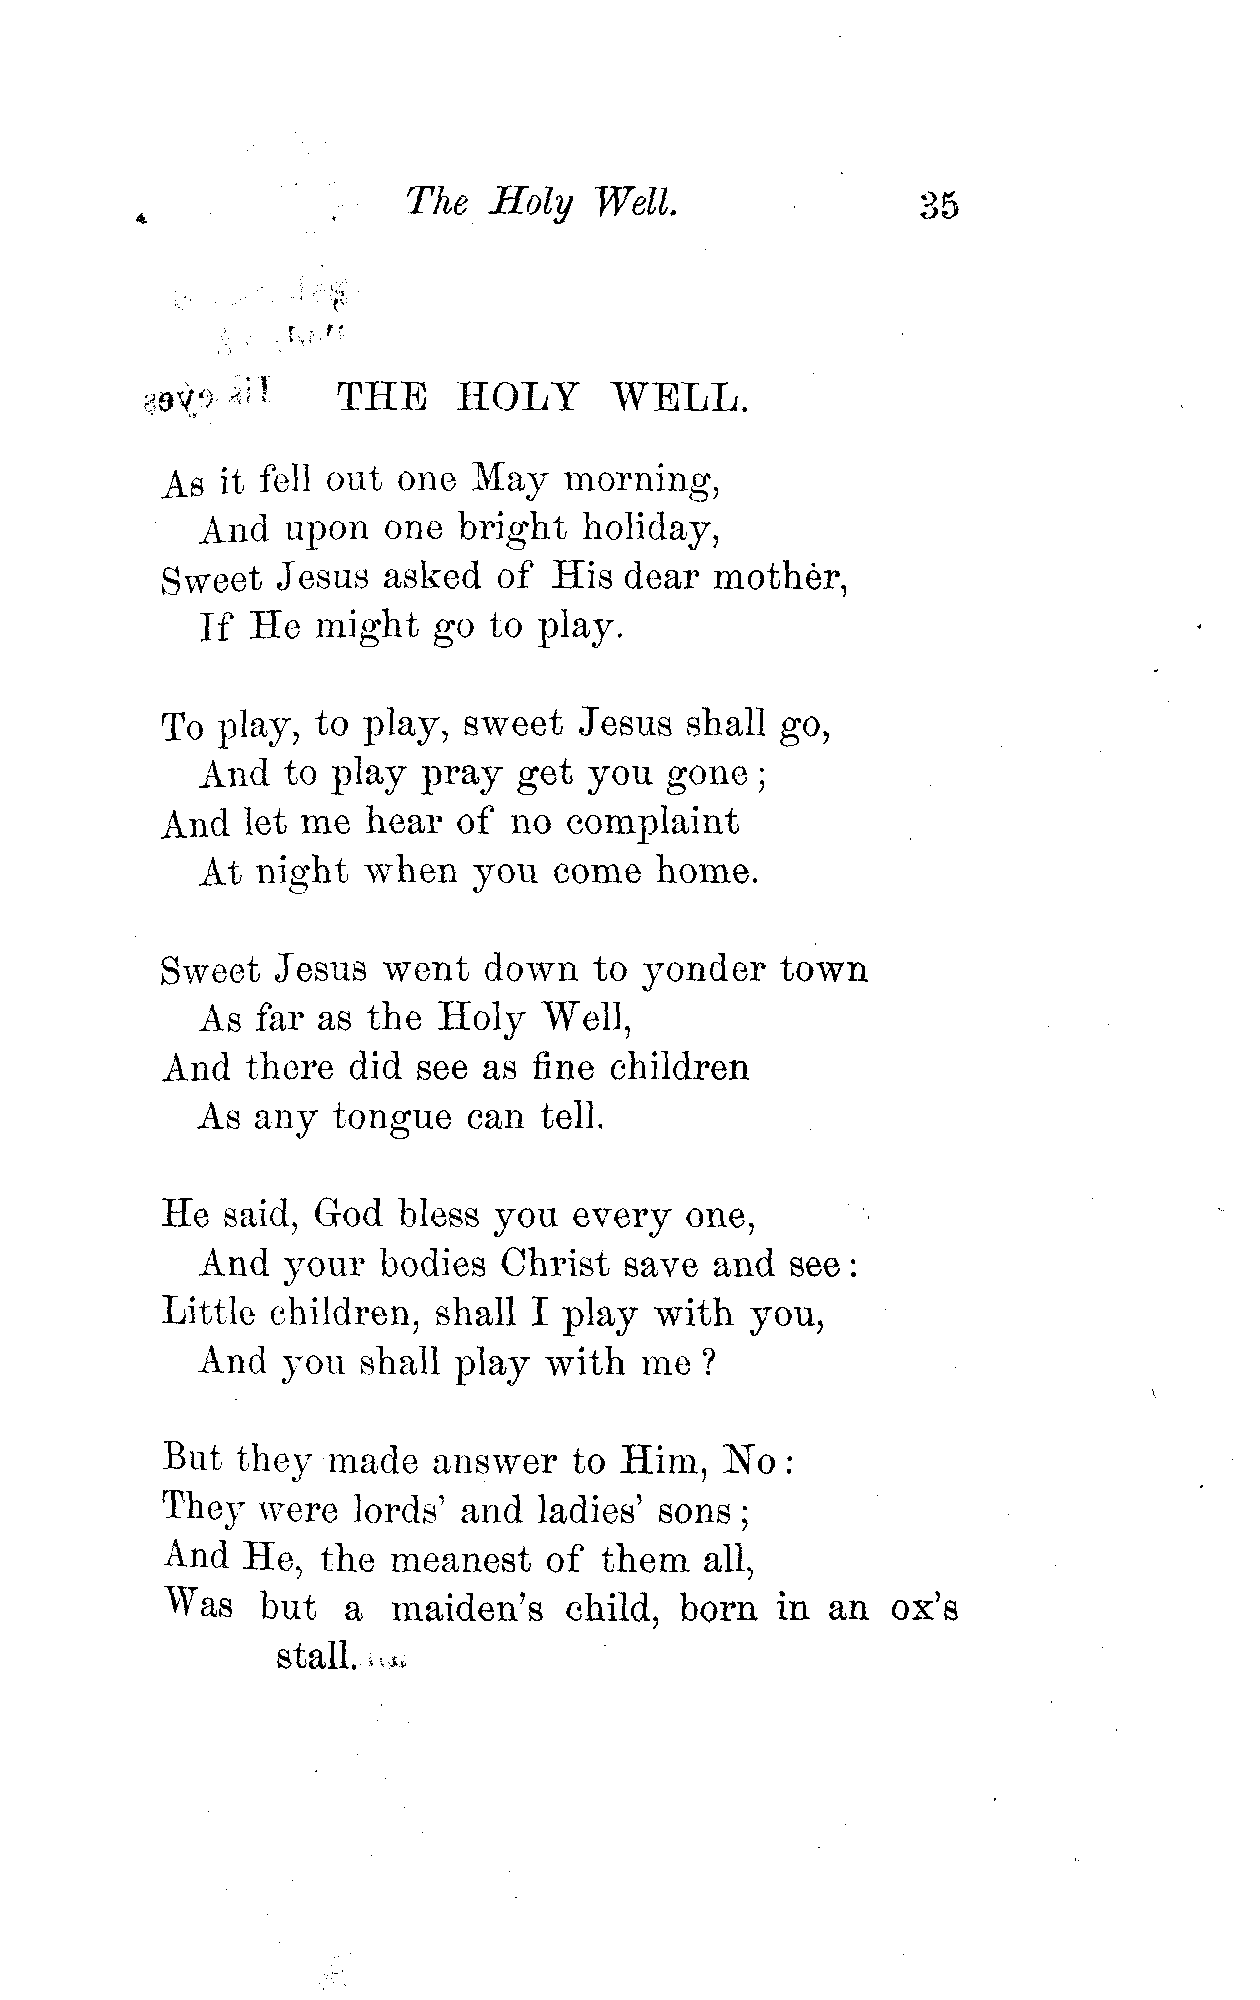 The Holy Well. 35
THE HOLY WELL.
As it fell out one May morning,
And upon one bright holiday,
Sweet Jesus asked of His dear mother,
If He might go to play.
To play, to play, sweet Jesus shall go,
And to play pray get you gone;
And let me hear of no complaint
At night when you come home.
Sweet Jesus went down to yonder town
As far as the Holy Well,
And there did see as fine children
As any tongue can tell.
He said, God bless you every one,
And your bodies Christ save and see:
Little children, shall I play with you,
And you shall play with me?
But they made answer to Him, No:
They were lords' and ladies' sons;
And He, the meanest of them all,
Was but a maiden's child, born in an ox's
stall.